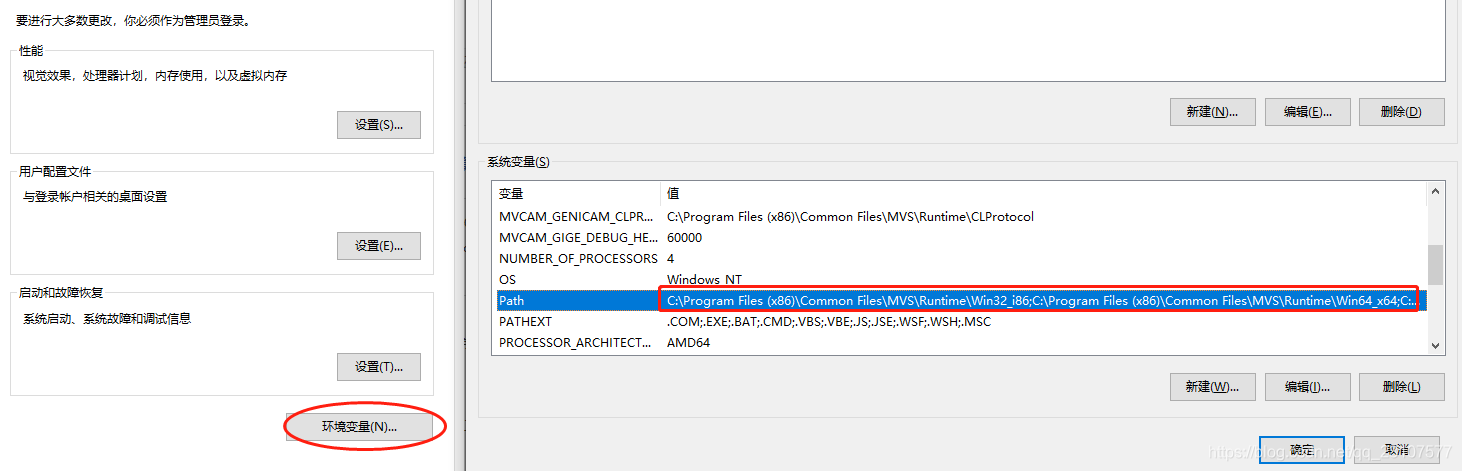 要进行大多数更改，你必须作为管理员登录。
性能
视觉效果，处理器计划，内存使用，以及虚拟内存
设置(S)...
用户配置文件
与登录帐户相关的桌面设置
设置(E)...
启动和故障恢复
系统启动、系统故障和调试信息
设置(T)...
环境变量(N)...
新建(N)... 编辑(E)... 删除(D)
系统变量(S)
变量 值
MVCAM_GENICAM_CLPR... C:\Program Files (x86)\Common Files\MVS\Runtime\CLProtocol
MVCAM_GIGE_DEBUG_HE... 60000
NUMBER_OF_PROCESSORS 4
OS Windows_NT
Path C:\Program Files (x86)\Common Files\MVS\Runtime\Win32_i86;C:\Program Files (x86)\Common Files\MVS\Runtime\Win64_x64;C:...
PATHEXT .COM;.EXE;.BAT;.CMD;.VBS;.VBE;.JS;.JSE;.WSF;.WSH;.MSC
PROCESSOR_ARCHITECT... AMD64
新建(W)... 编辑(I)... 删除(L)
确定 取消